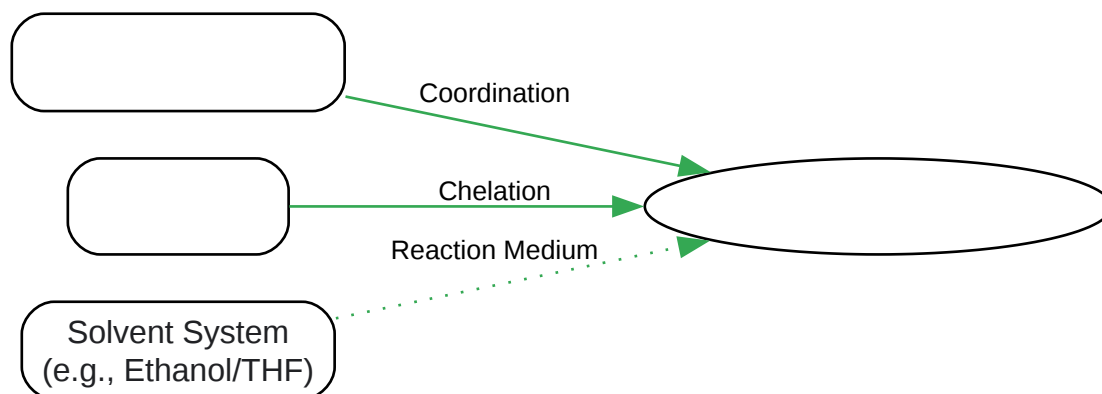 Coordination
Chelation
Reaction Medium
Solvent System
(e.g., Ethanol/THF)